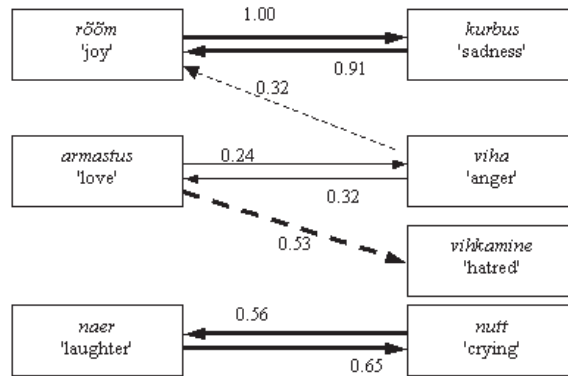 rõõm
'joy'
1.00
kurbus
'sadness'
0.91
0.32
armastus
'love'
0.24
viha
'anger'
0.32
0.53
vihkamine
'hatred'
naer
'laughter'
0.56
nutt
'crying'
0.65